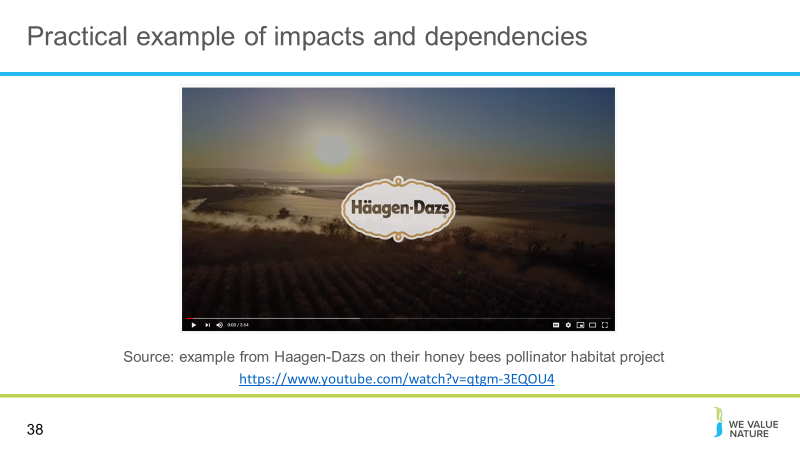 Practical example of impacts and dependencies
Häagen-Dazs
0:03 / 3:54
Source: example from Haagen-Dazs on their honey bees pollinator habitat project
https://www.youtube.com/watch?v=qtgm-3EQOU4
38
WE VALUE
NATURE